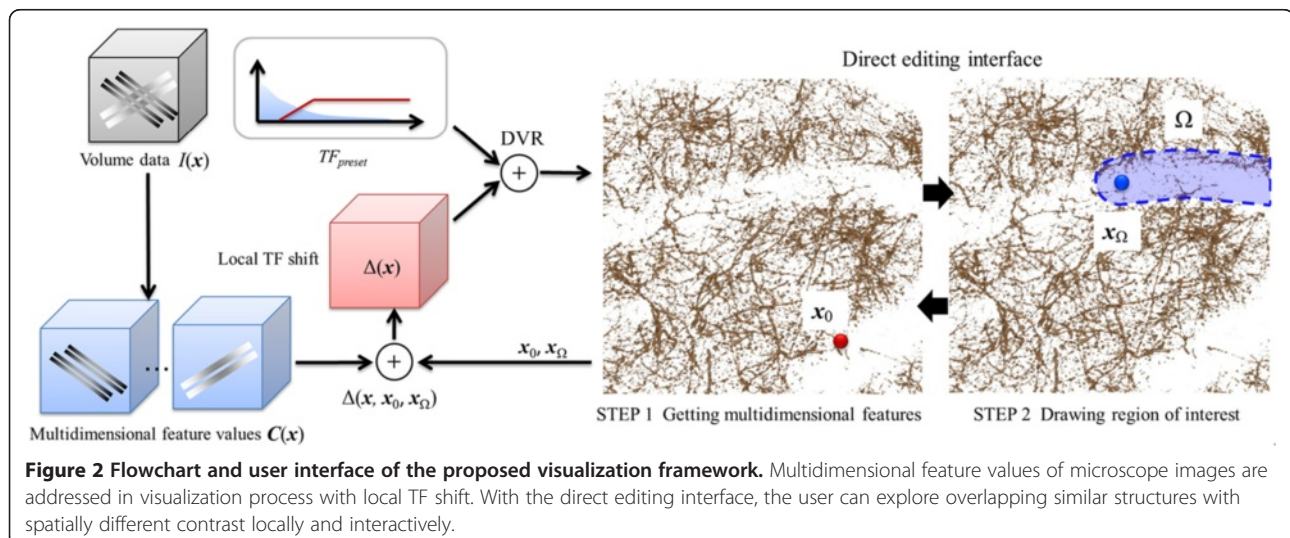 Direct editing interface
Volume data I(x)
TF_preset
DVR
+
Local TF shift
Δ(x)
...
Multidimensional feature values C(x)
+
Δ(x, x₀, x_Ω)
x₀, x_Ω
x₀
Ω
x_Ω
STEP 1 Getting multidimensional features
STEP 2 Drawing region of interest
Figure 2 Flowchart and user interface of the proposed visualization framework. Multidimensional feature values of microscope images are
addressed in visualization process with local TF shift. With the direct editing interface, the user can explore overlapping similar structures with
spatially different contrast locally and interactively.